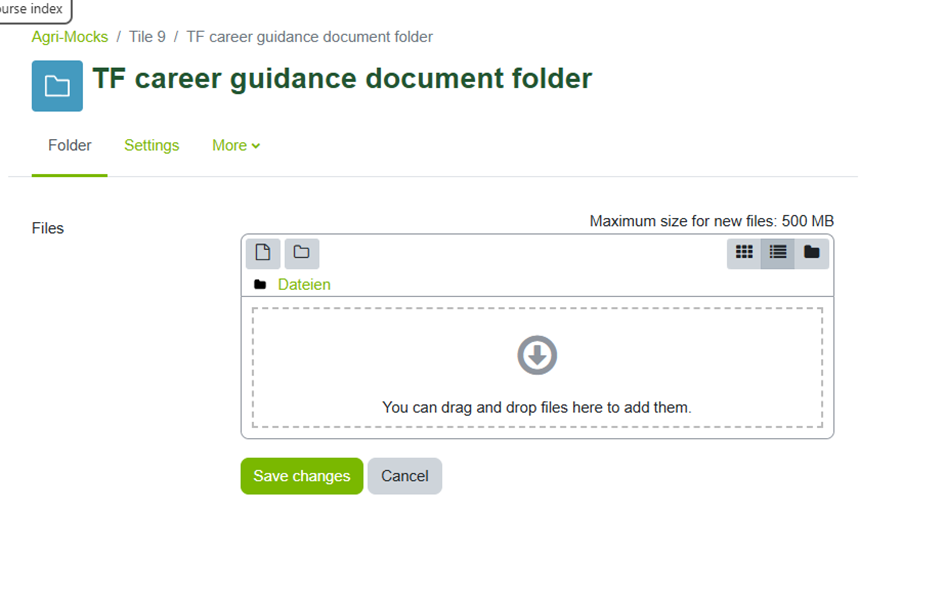 ourse index
Agri-Mocks / Tile 9 / TF career guidance document folder
TF career guidance document folder
Folder Settings More
Files
Maximum size for new files: 500 MB
Dateien
You can drag and drop files here to add them.
Save changes Cancel